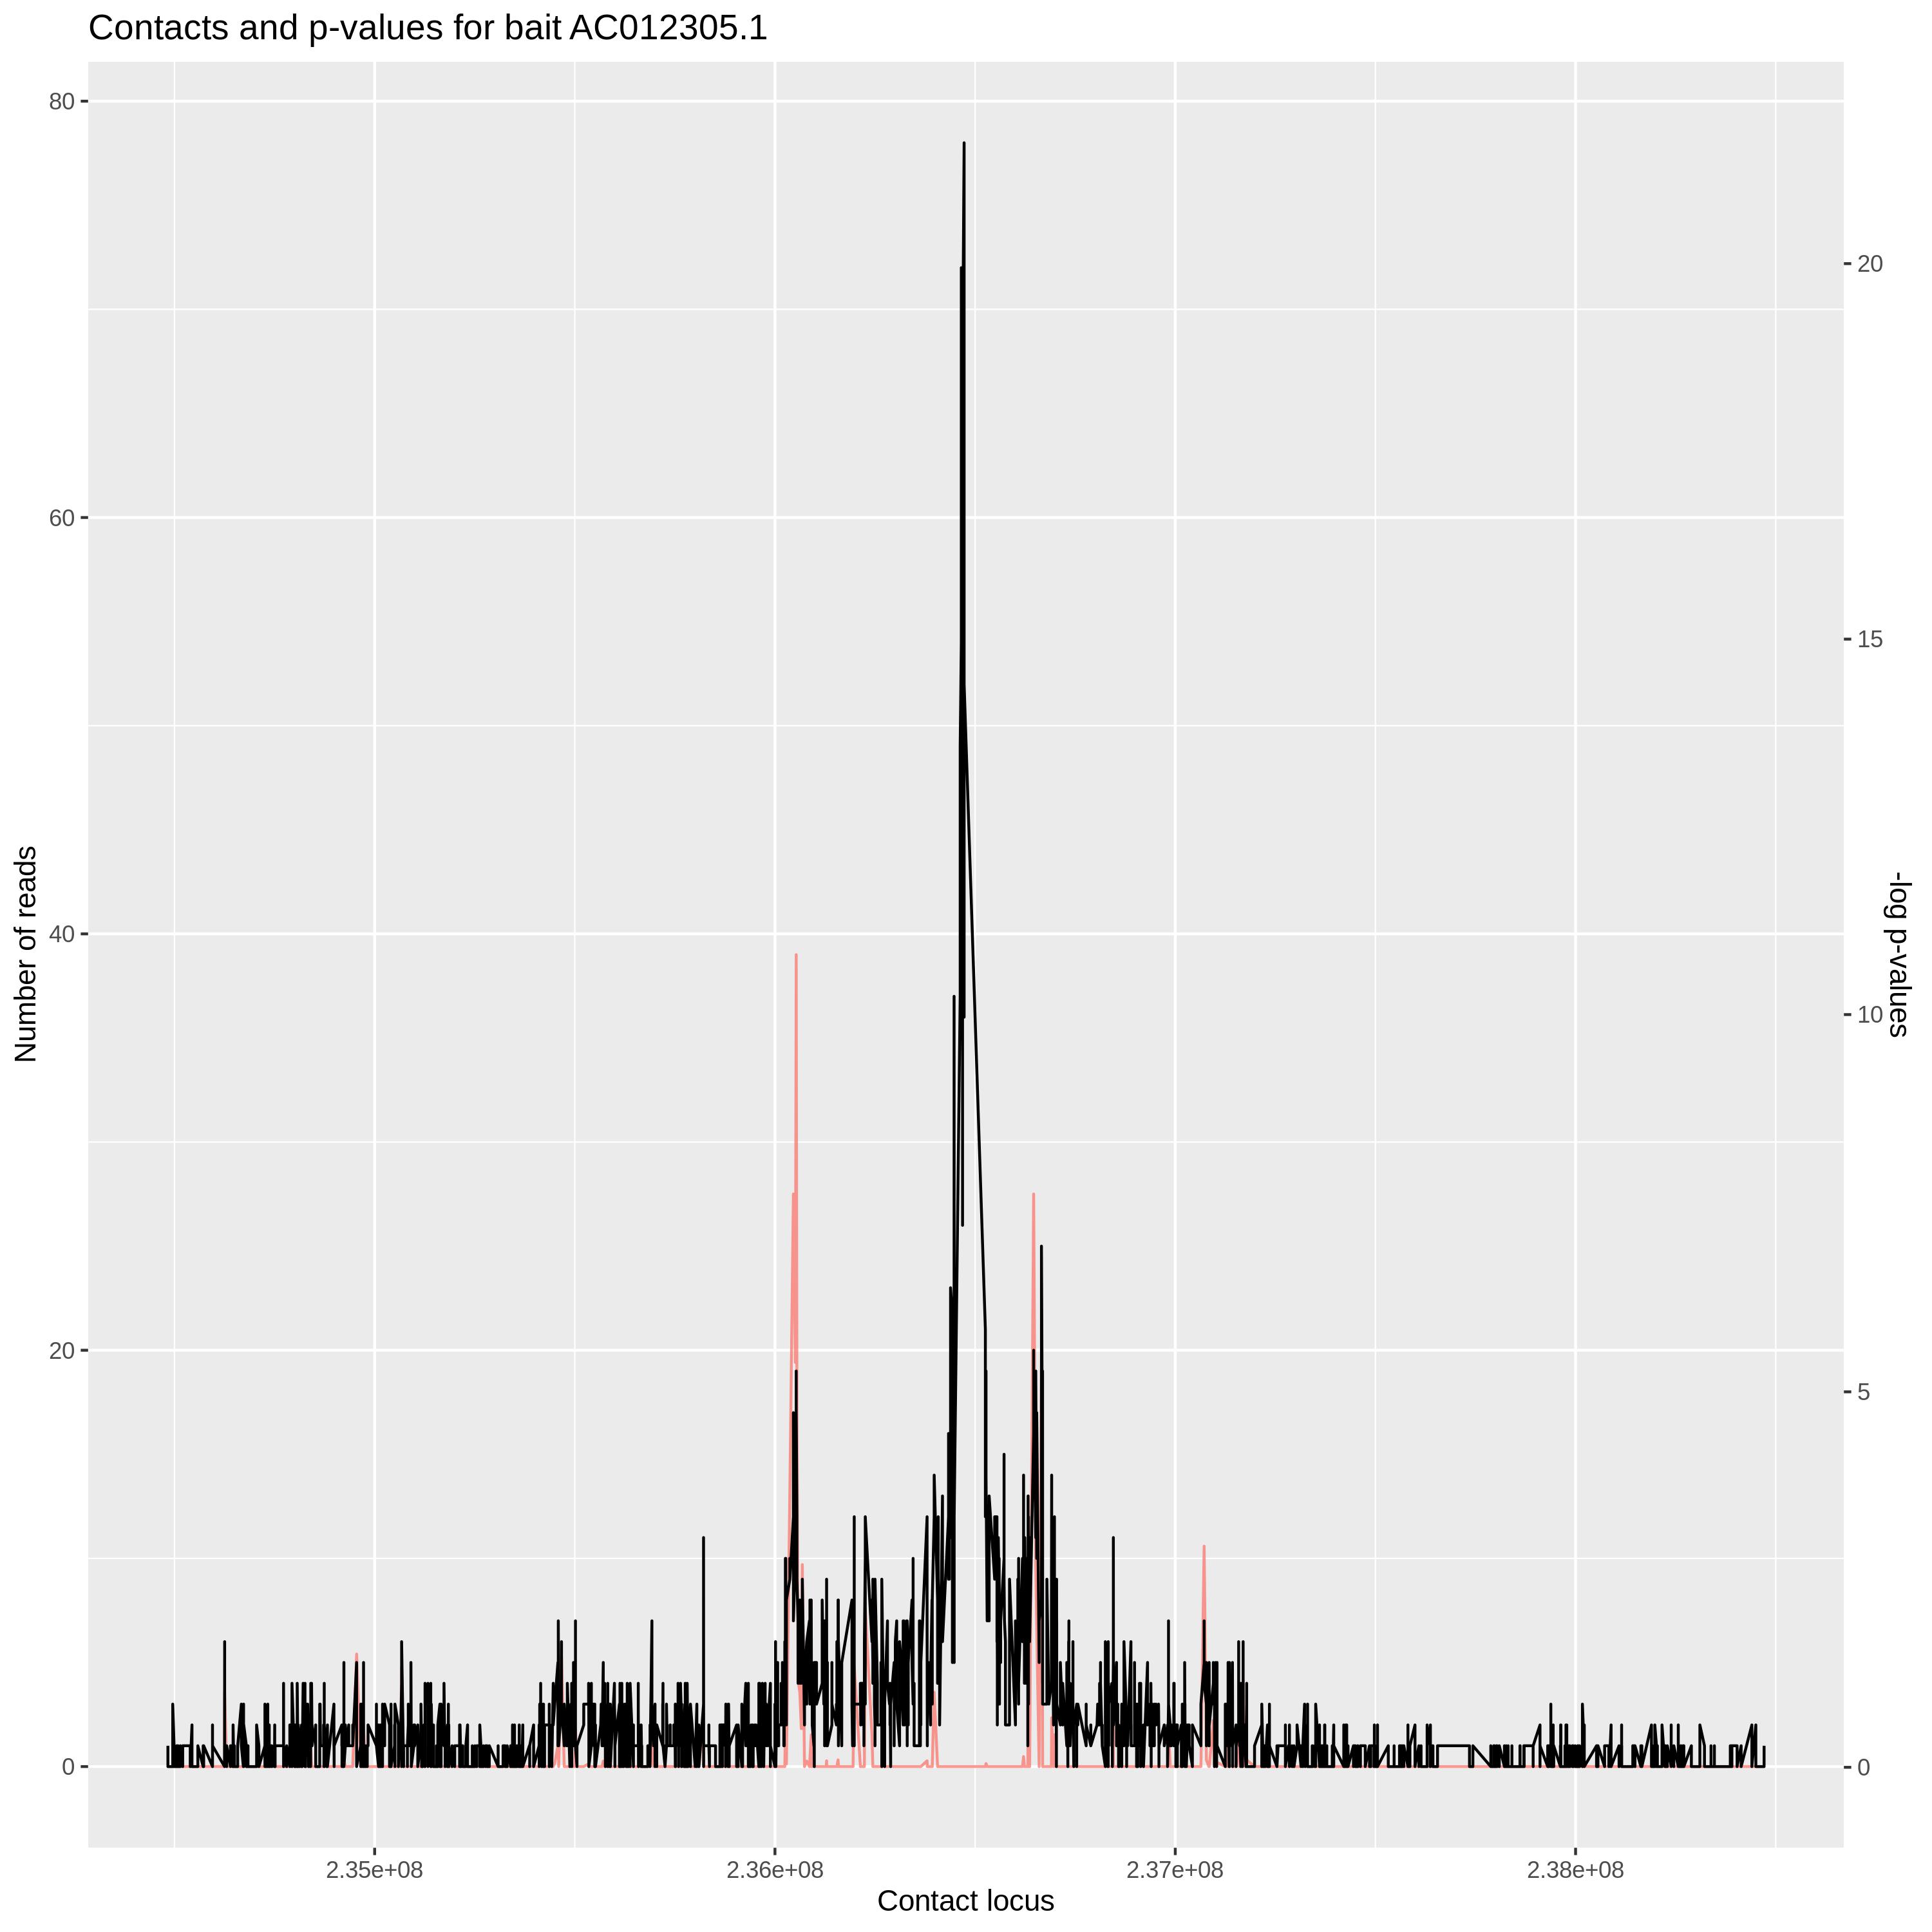 Contacts and p-values for bait AC012305.1
80
60
40
20
0
Number of reads
20
15
10
5
0
-log p-values
2.35e+08
2.36e+08
2.37e+08
2.38e+08
Contact locus